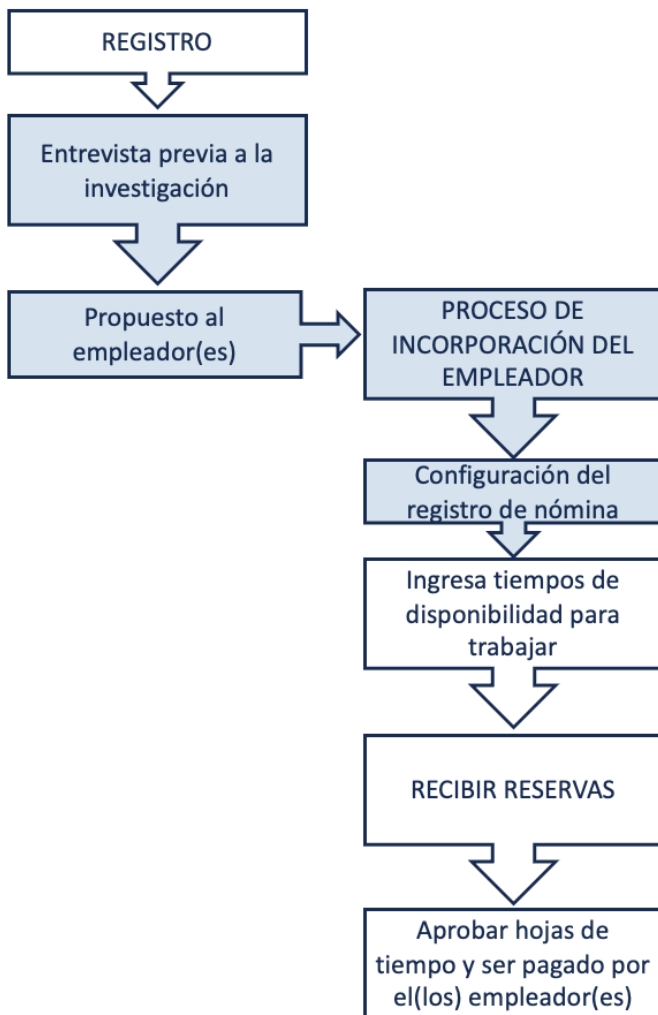 REGISTRO
Entrevista previa a la
investigación
Propuesto al
empleador(es)
PROCESO DE
INCORPORACIÓN DEL
EMPLEADOR
Configuración del
registro de nómina
Ingresa tiempos de
disponibilidad para
trabajar
RECIBIR RESERVAS
Aprobar hojas de
tiempo y ser pagado por
el(los) empleador(es)